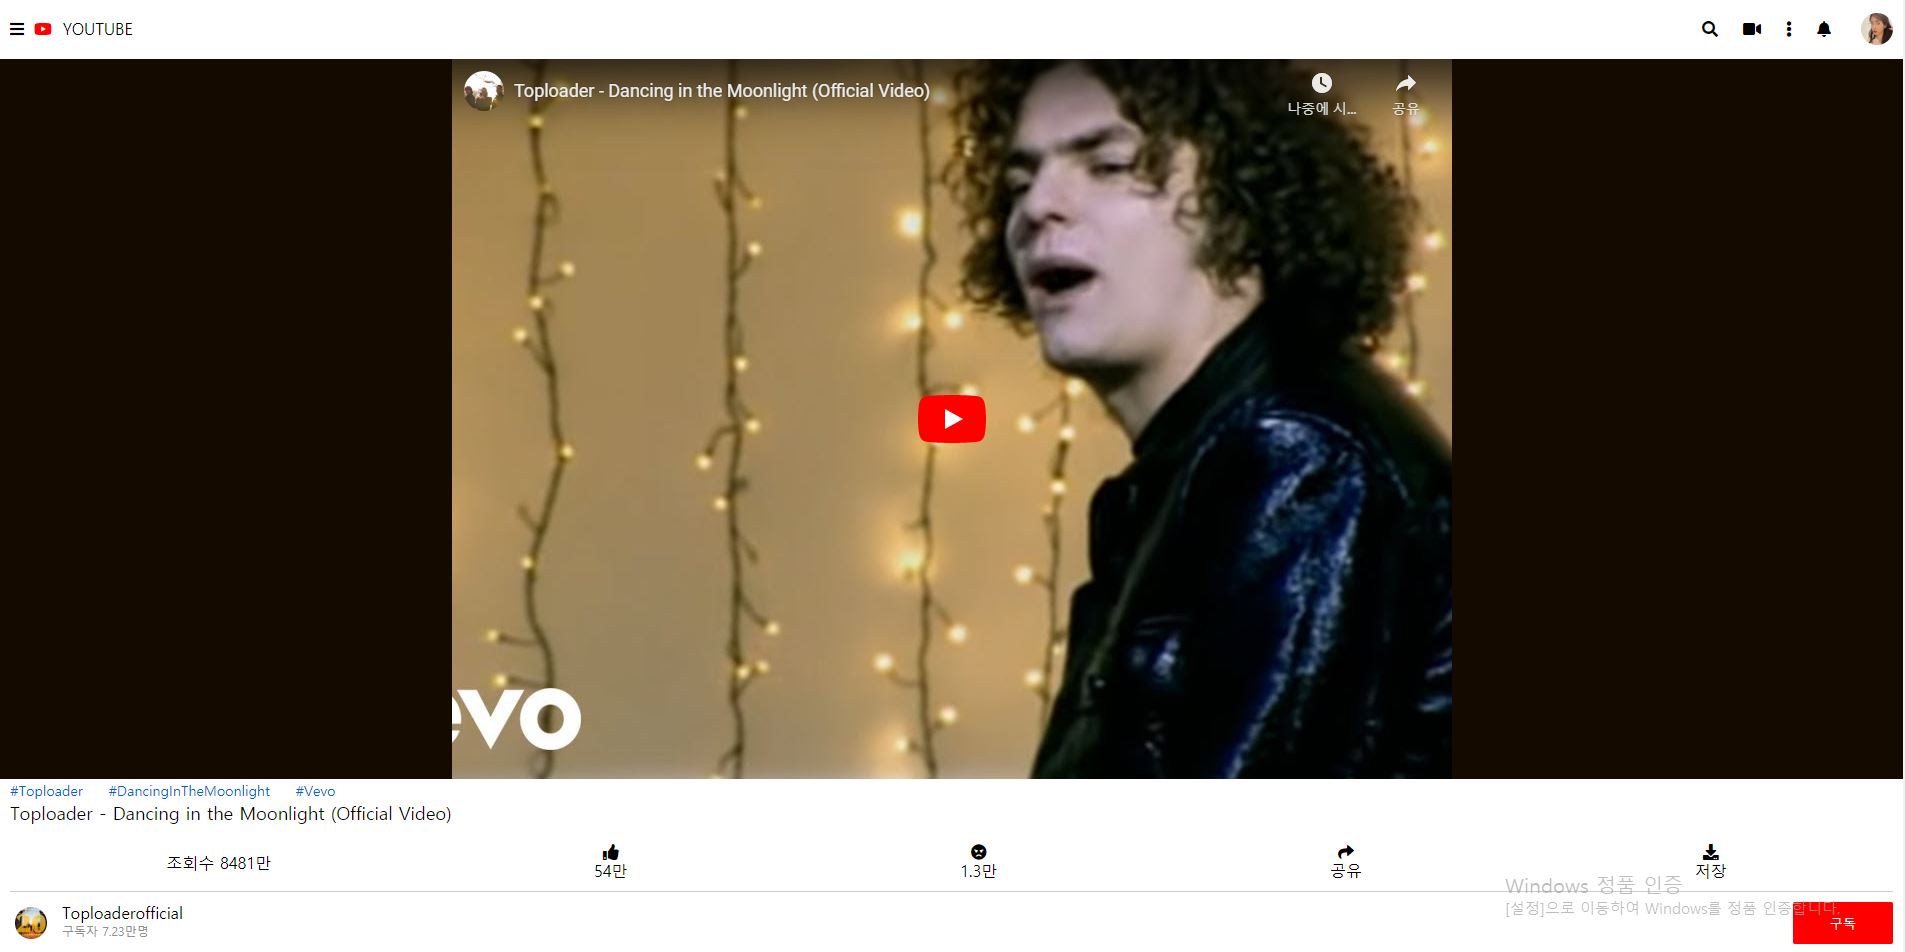 YOUTUBE
Toploader - Dancing in the Moonlight (Official Video)
나중에 시...
공유
evo
#Toploader #DancingInTheMoonlight #Vevo
Toploader - Dancing in the Moonlight (Official Video)
조회수 8481만
54만
1.3만
공유
저장
Windows 정품 인증
[설정]으로 이동하여 Windows를 정품 인증합니다.
20
Toploaderofficial
구독자 7.23만명
구독